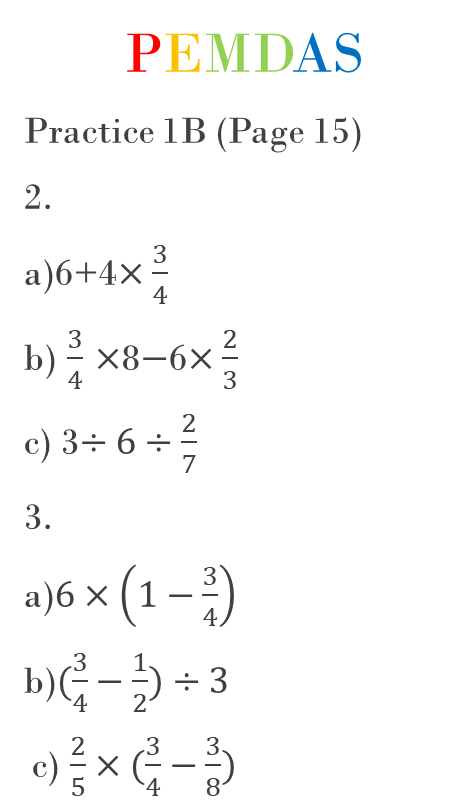 PEMDAS
Practice 1B (Page 15)
2.
a)6+4× 3/4
b) 3/4 ×8−6× 2/3
c) 3÷ 6 ÷ 2/7
3.
a)6 × (1 − 3/4)
b)(3/4 − 1/2) ÷ 3
c) 2/5 × (3/4 − 3/8)